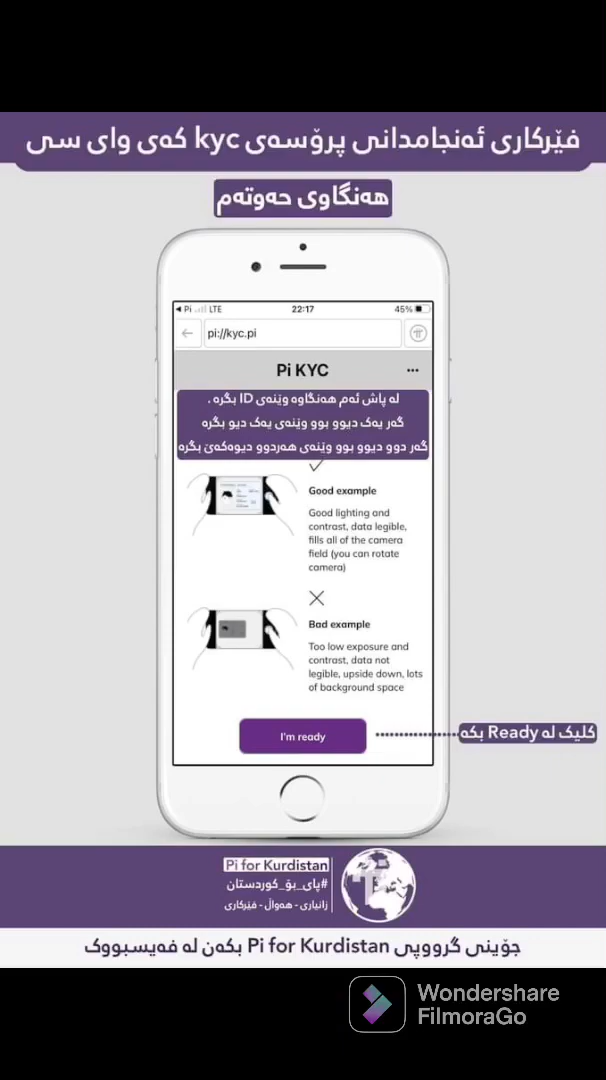 فێرکاری ئەنجامدانی پرۆسەی kyc کەی وای سی
هەنگاوی حەوتەم
Pi LTE 22:17 45%
pi://kyc.pi
Pi KYC
لە پاش ئەم هەنگاوە وێنەی ID بگرە .
گەر یەک دیوو بوو وێنەی یەک دیو بگرە
گەر دوو دیوو بوو وێنەی هەردوو دیوەکەێ بگرە
Good example
Good lighting and
contrast, data legible,
fills all of the camera
field (you can rotate
camera)
Bad example
Too low exposure and
contrast, data not
legible, upside down, lots
of background space
I'm ready
کلیک لە Ready بکە
Pi for Kurdistan
#پای_بۆ_کوردستان
زانیاری - هەواڵ - فێرکاری
جۆینی گرووپی Pi for Kurdistan بکەن لە فەیسبووک
Wondershare
FilmoraGo